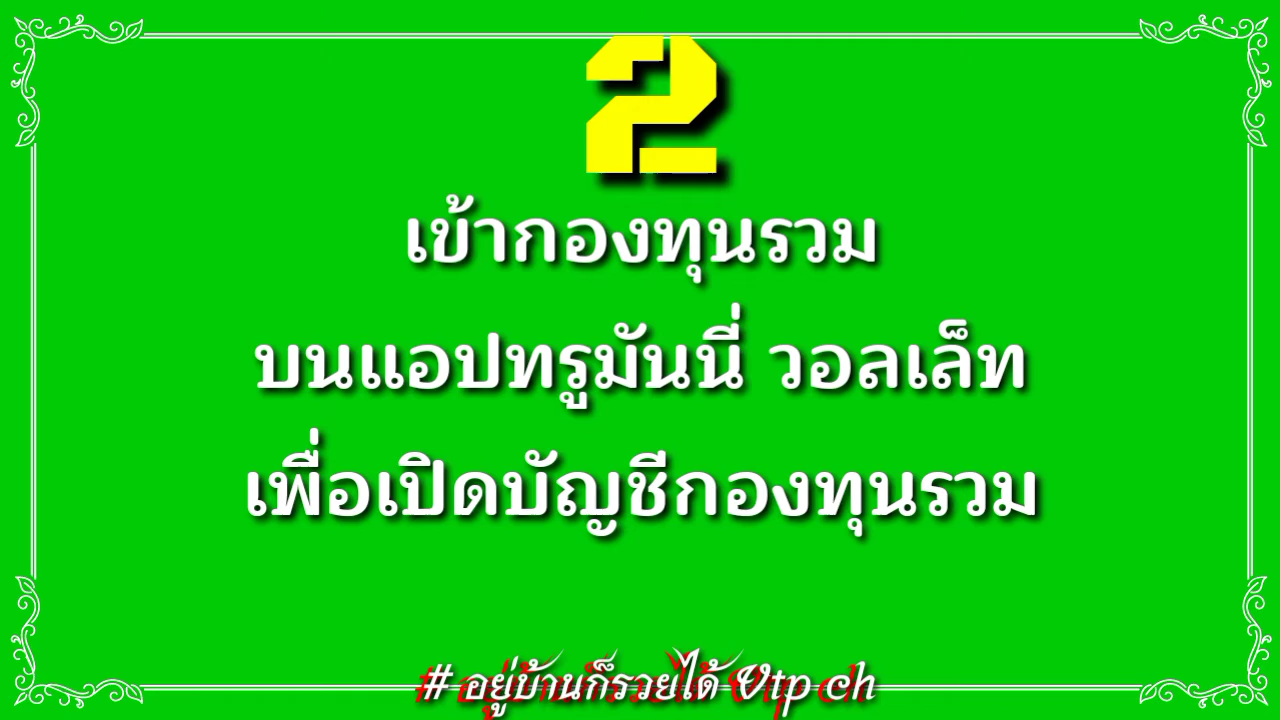 2
เข้ากองทุนรวม
บนแอปทรูมันนี่ วอลเล็ท
เพื่อเปิดบัญชีกองทุนรวม
# อยู่บ้านก็รวยได้ Vtp ch